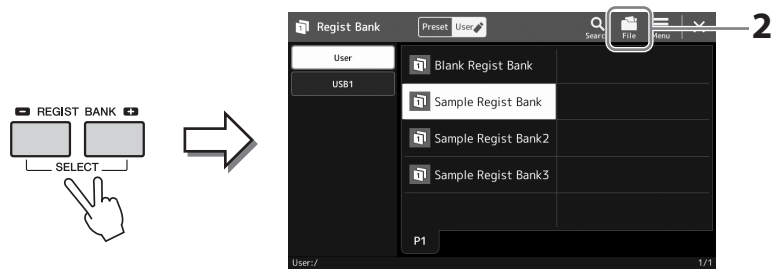 Regist Bank
Preset User
Search File Menu
2
User
USB1
Blank Regist Bank
Sample Regist Bank
Sample Regist Bank2
Sample Regist Bank3
P1
User:/
1/1
- REGIST BANK +
SELECT